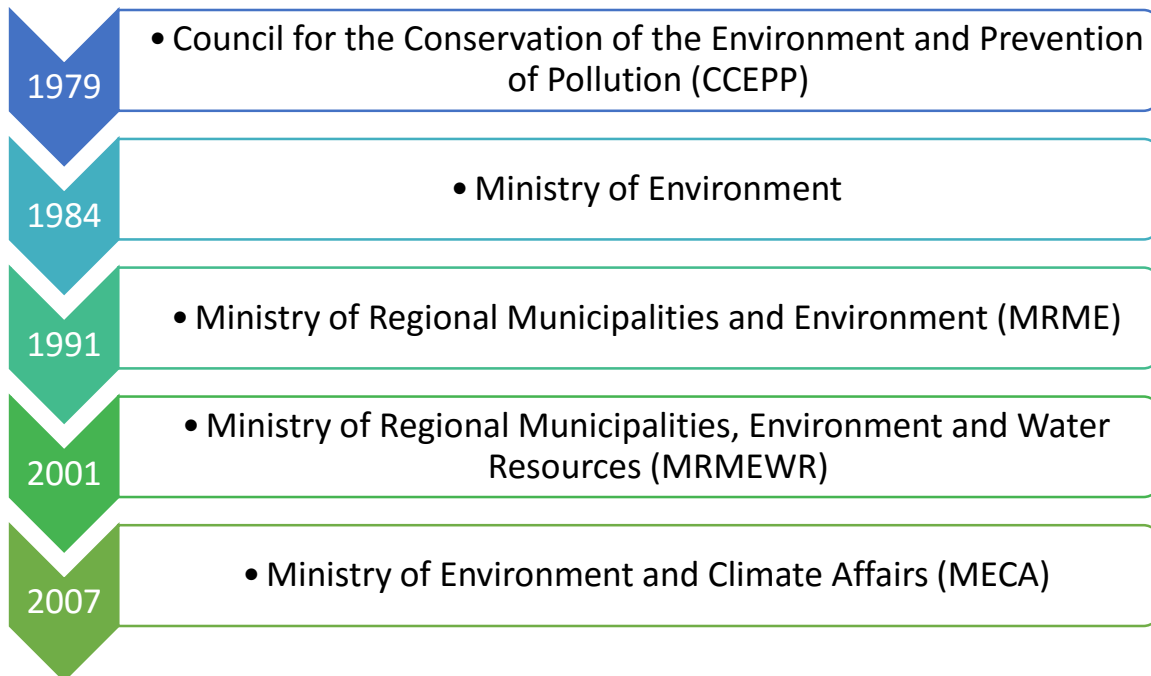 1979
• Council for the Conservation of the Environment and Prevention
of Pollution (CCEPP)
1984
• Ministry of Environment
1991
• Ministry of Regional Municipalities and Environment (MRME)
2001
• Ministry of Regional Municipalities, Environment and Water
Resources (MRMEWR)
2007
• Ministry of Environment and Climate Affairs (MECA)